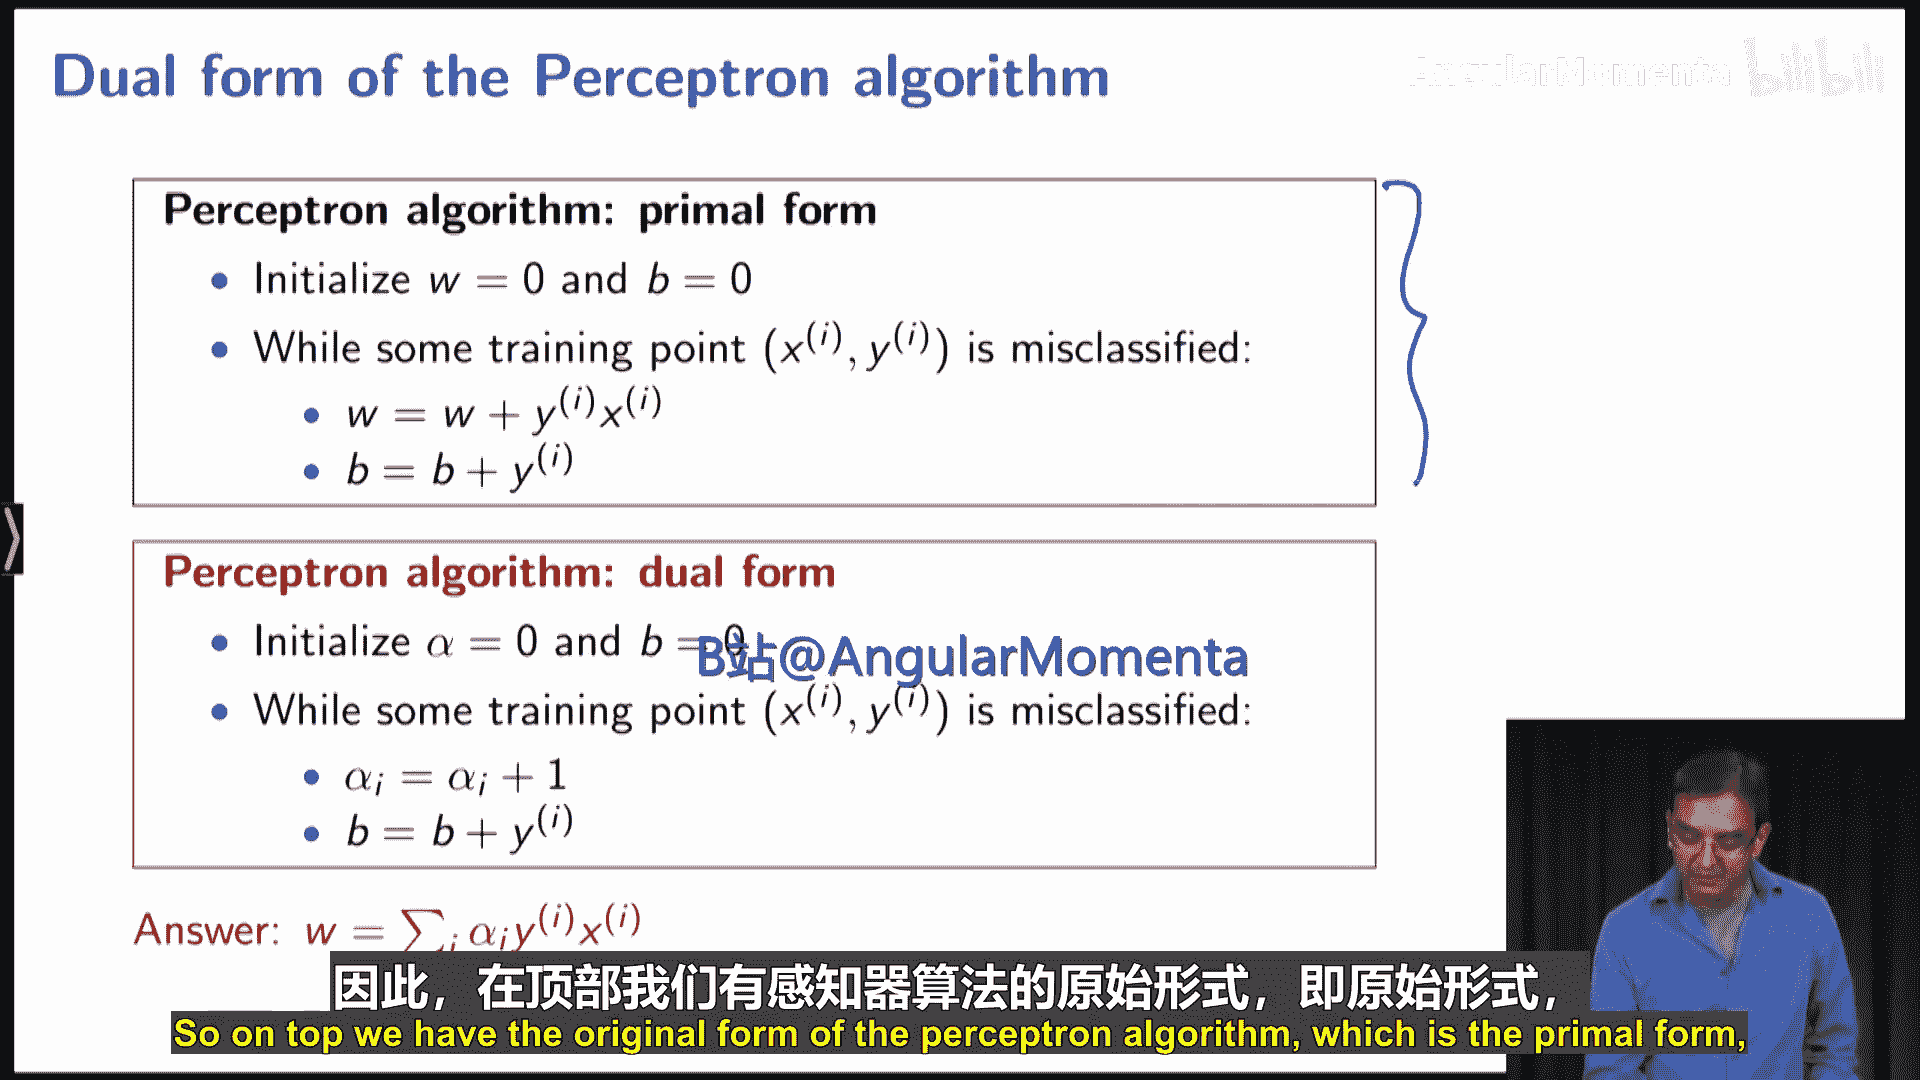 Dual form of the Perceptron algorithm
AngularMomenta bilibili
Perceptron algorithm: primal form
• Initialize w = 0 and b = 0
• While some training point (x^(i), y^(i)) is misclassified:
• w = w + y^(i)x^(i)
• b = b + y^(i)
Perceptron algorithm: dual form
• Initialize α = 0 and b = 0
B站@AngularMomenta
• While some training point (x^(i), y^(i)) is misclassified:
• α_i = α_i + 1
• b = b + y^(i)
Answer: w = ∑_i α_i y^(i)x^(i)
因此，在顶部我们有感知器算法的原始形式，即原始形式，
So on top we have the original form of the perceptron algorithm, which is the primal form,